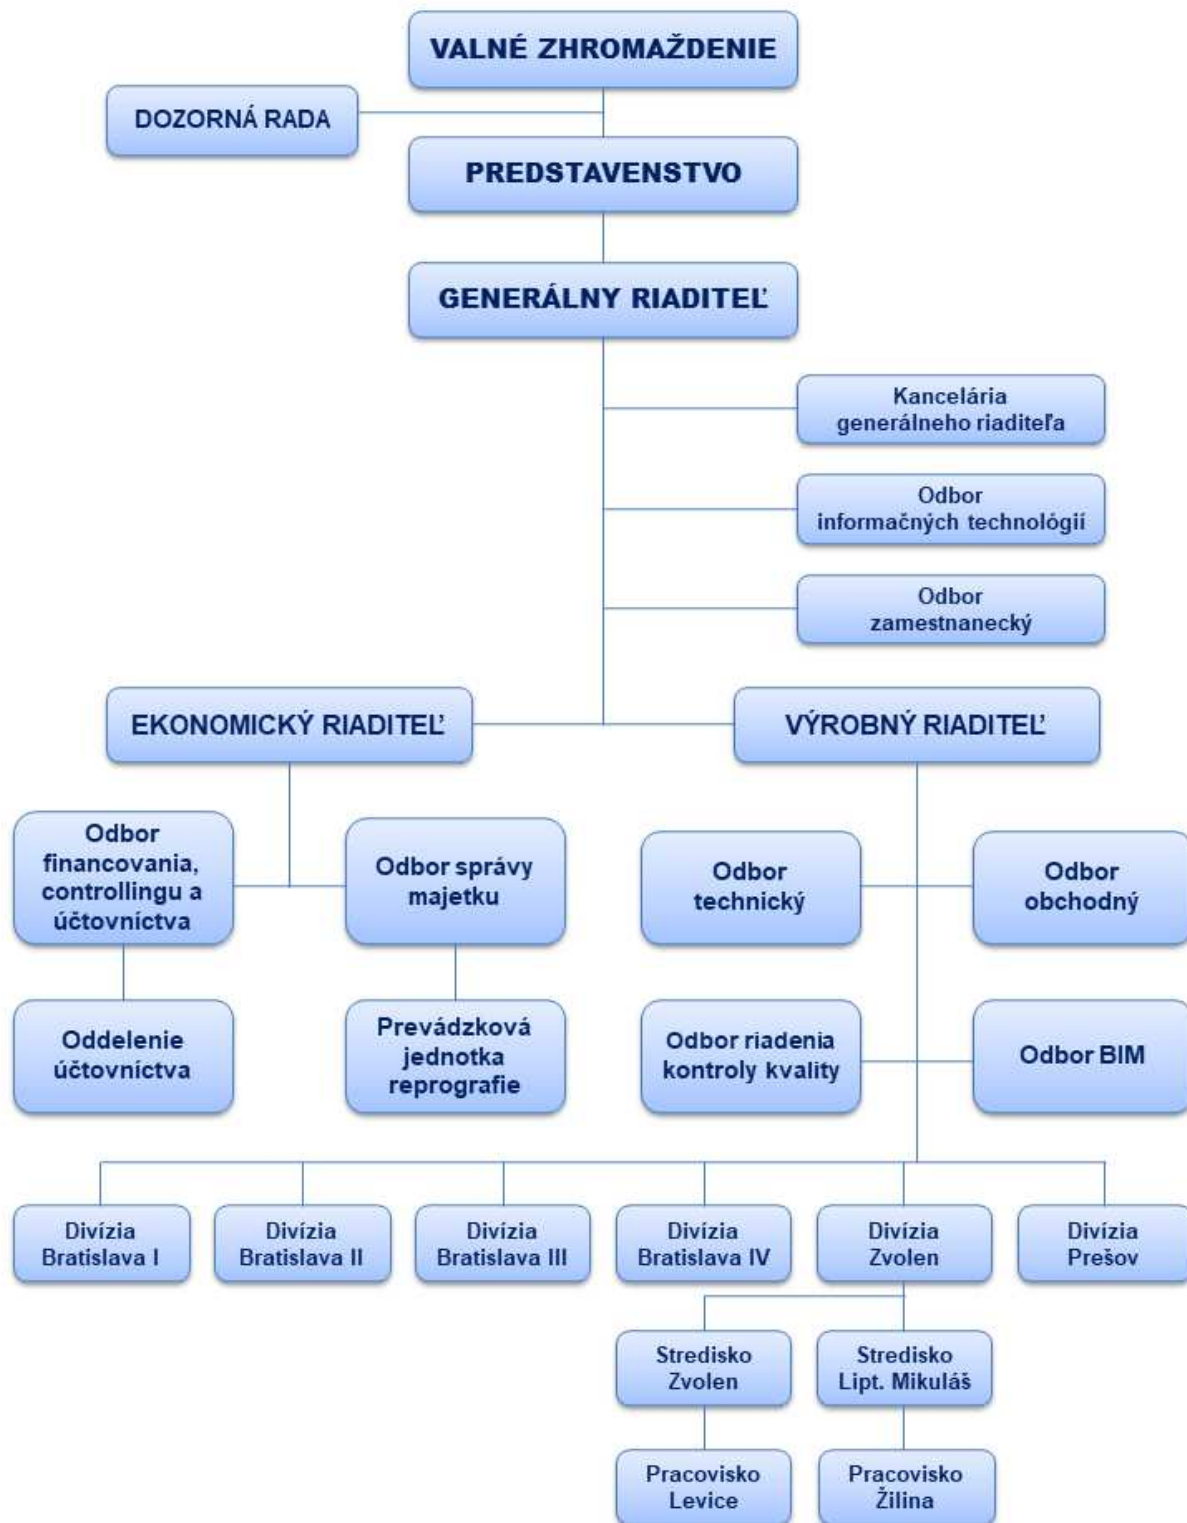 VALNÉ ZHROMAŽDENIE
DOZORNÁ RADA
PREDSTAVENSTVO
GENERÁLNY RIADITEĽ
Kancelária
generálneho riaditeľa
Odbor
informačných technológií
Odbor
zamestnanecký
EKONOMICKÝ RIADITEĽ
VÝROBNÝ RIADITEĽ
Odbor
financovania,
controllingu a
účtovníctva
Odbor správy
majetku
Odbor
technický
Odbor
obchodný
Oddelenie
účtovníctva
Prevádzková
jednotka
reprografie
Odbor riadenia
kontroly kvality
Odbor BIM
Divízia
Bratislava I
Divízia
Bratislava II
Divízia
Bratislava III
Divízia
Bratislava IV
Divízia
Zvolen
Divízia
Prešov
Stredisko
Zvolen
Stredisko
Lipt. Mikuláš
Pracovisko
Levice
Pracovisko
Žilina